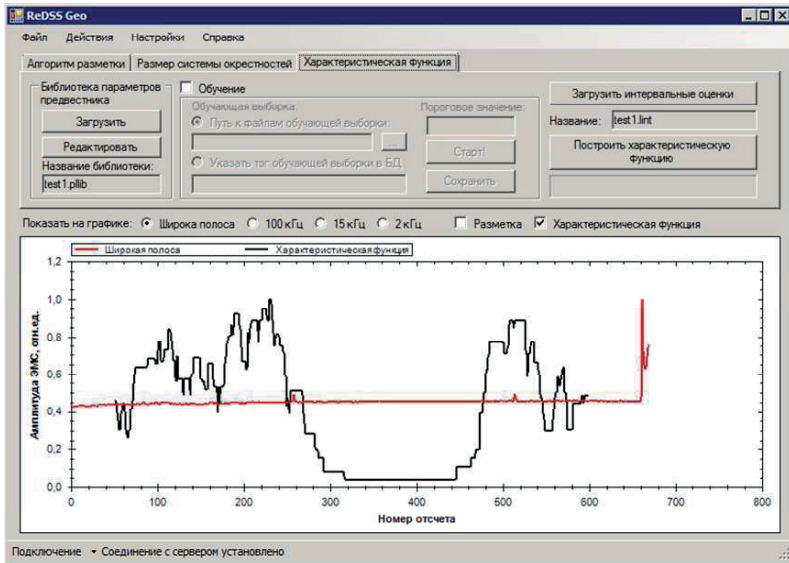 ReDSS Geo
Файл Действия Настройки Справка
Алгоритм разметки Размер системы окрестностей Характеристическая функция
Библиотека параметров предвестника
Загрузить
Редактировать
Название библиотеки:
test1.pllib
Обучение
Обучающая выборка:
Путь к файлам обучающей выборки:
...
Указать тэг обучающей выборки в БД
Пороговое значение:
Старт!
Сохранить
Загрузить интервальные оценки
Название: test1.lint
Построить характеристическую
функцию
Показать на графике: Широка полоса 100 кГц 15 кГц 2 кГц Разметка Характеристическая функция
Широкая полоса Характеристическая функция
Амплитуда ЭМС, отн.ед.
1,2
1,0
0,8
0,6
0,4
0,2
0,0
0 100 200 300 400 500 600 700 800
Номер отсчета
Подключение Соединение с сервером установлено